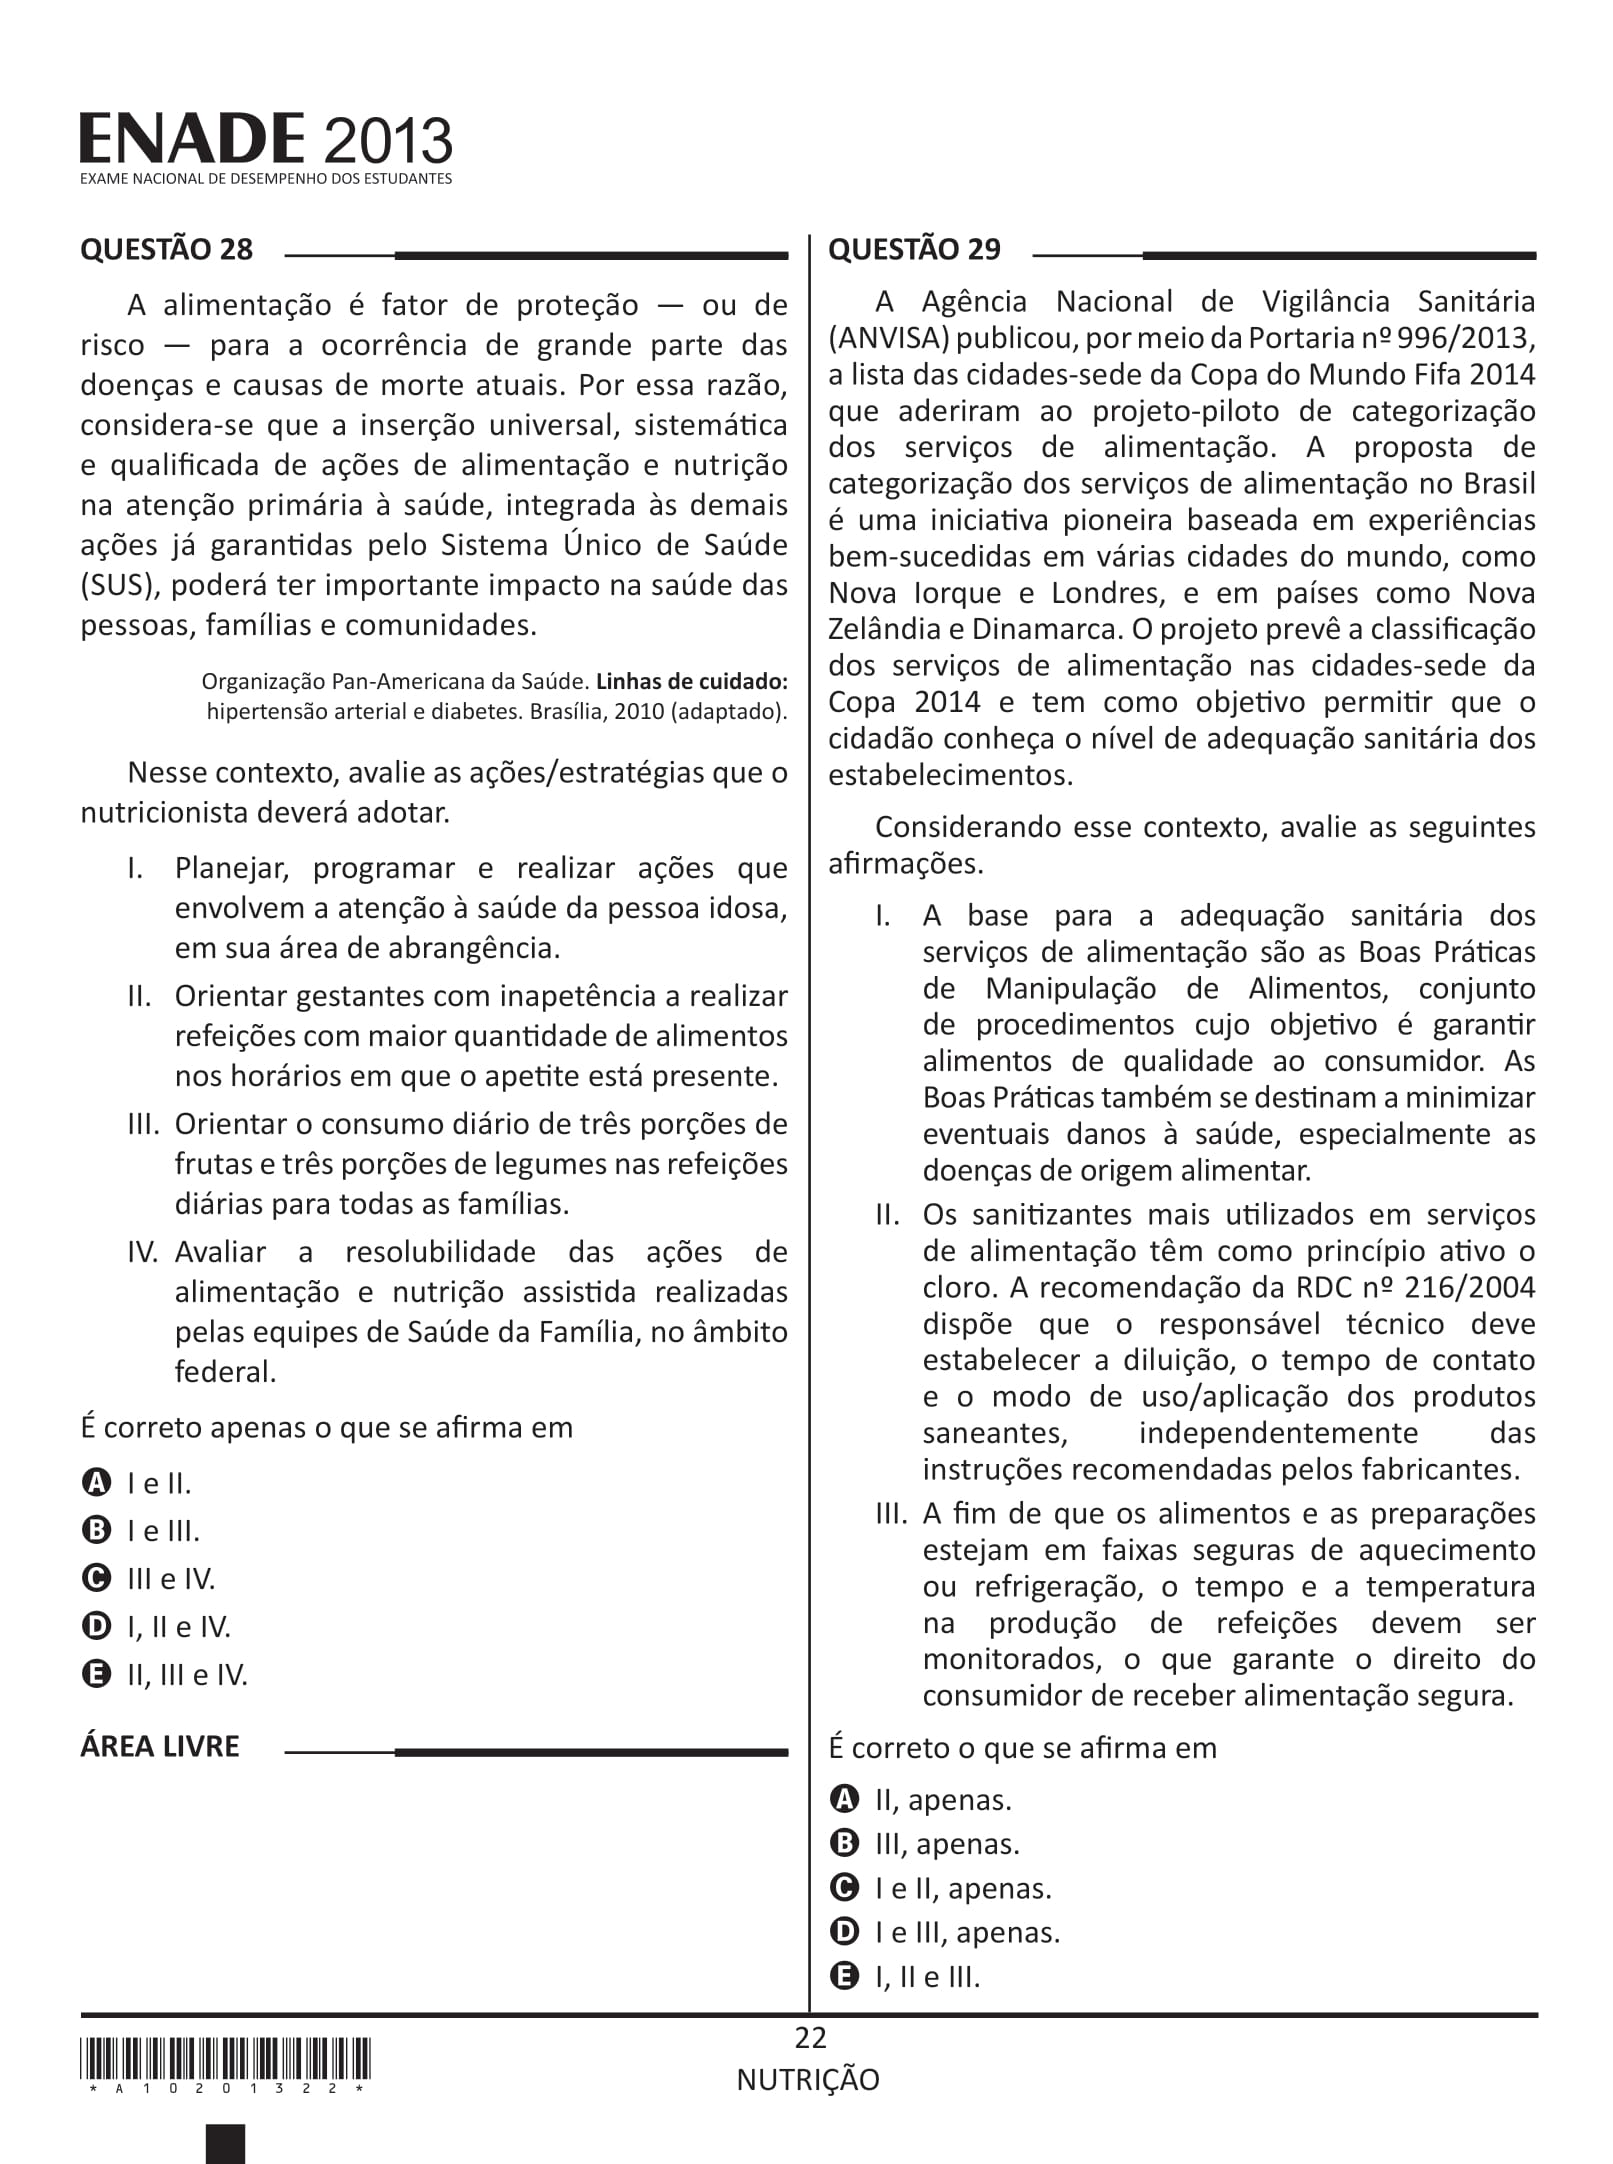 ENADE 2013
EXAME NACIONAL DE DESEMPENHO DOS ESTUDANTES
QUESTÃO 28
A alimentação é fator de proteção — ou de
risco — para a ocorrência de grande parte das
doenças e causas de morte atuais. Por essa razão,
considera-se que a inserção universal, sistemática
e qualificada de ações de alimentação e nutrição
na atenção primária à saúde, integrada às demais
ações já garantidas pelo Sistema Único de Saúde
(SUS), poderá ter importante impacto na saúde das
pessoas, famílias e comunidades.
Organização Pan-Americana da Saúde. Linhas de cuidado:
hipertensão arterial e diabetes. Brasília, 2010 (adaptado).
Nesse contexto, avalie as ações/estratégias que o
nutricionista deverá adotar.
I. Planejar, programar e realizar ações que
envolvem a atenção à saúde da pessoa idosa,
em sua área de abrangência.
II. Orientar gestantes com inapetência a realizar
refeições com maior quantidade de alimentos
nos horários em que o apetite está presente.
III. Orientar o consumo diário de três porções de
frutas e três porções de legumes nas refeições
diárias para todas as famílias.
IV. Avaliar a resolubilidade das ações de
alimentação e nutrição assistida realizadas
pelas equipes de Saúde da Família, no âmbito
federal.
É correto apenas o que se afirma em
A I e II.
B I e III.
C III e IV.
D I, II e IV.
E II, III e IV.
ÁREA LIVRE
QUESTÃO 29
A Agência Nacional de Vigilância Sanitária
(ANVISA) publicou, por meio da Portaria nº 996/2013,
a lista das cidades-sede da Copa do Mundo Fifa 2014
que aderiram ao projeto-piloto de categorização
dos serviços de alimentação. A proposta de
categorização dos serviços de alimentação no Brasil
é uma iniciativa pioneira baseada em experiências
bem-sucedidas em várias cidades do mundo, como
Nova Iorque e Londres, e em países como Nova
Zelândia e Dinamarca. O projeto prevê a classificação
dos serviços de alimentação nas cidades-sede da
Copa 2014 e tem como objetivo permitir que o
cidadão conheça o nível de adequação sanitária dos
estabelecimentos.
Considerando esse contexto, avalie as seguintes
afirmações.
I. A base para a adequação sanitária dos
serviços de alimentação são as Boas Práticas
de Manipulação de Alimentos, conjunto
de procedimentos cujo objetivo é garantir
alimentos de qualidade ao consumidor. As
Boas Práticas também se destinam a minimizar
eventuais danos à saúde, especialmente as
doenças de origem alimentar.
II. Os sanitizantes mais utilizados em serviços
de alimentação têm como princípio ativo o
cloro. A recomendação da RDC nº 216/2004
dispõe que o responsável técnico deve
estabelecer a diluição, o tempo de contato
e o modo de uso/aplicação dos produtos
saneantes, independentemente das
instruções recomendadas pelos fabricantes.
III. A fim de que os alimentos e as preparações
estejam em faixas seguras de aquecimento
ou refrigeração, o tempo e a temperatura
na produção de refeições devem ser
monitorados, o que garante o direito do
consumidor de receber alimentação segura.
É correto o que se afirma em
A II, apenas.
B III, apenas.
C I e II, apenas.
D I e III, apenas.
E I, II e III.
22
NUTRIÇÃO
* A 1 0 2 0 1 3 2 2 *